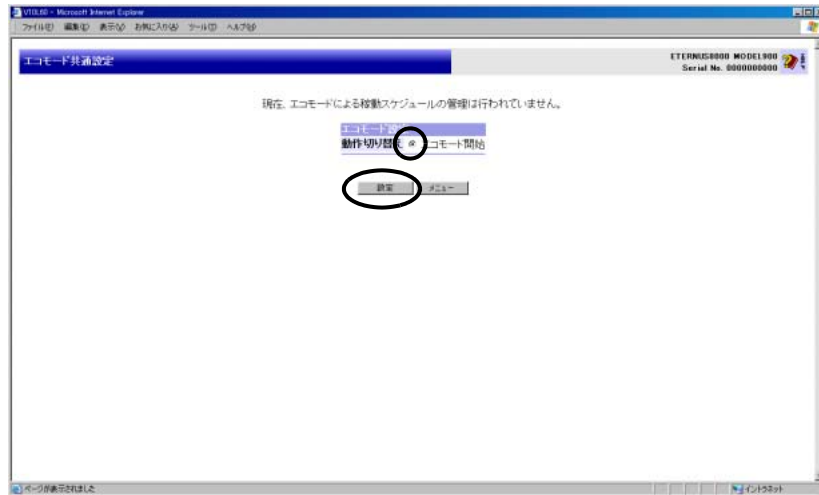 V10L60 - Microsoft Internet Explorer
ファイル(F) 編集(E) 表示(V) お気に入り(A) ツール(T) ヘルプ(H)
エコモード共通設定
ETERNUS8000 MODEL900
Serial No. 0000000000
現在、エコモードによる稼動スケジュールの管理は行われていません。
エコモード設定
動作切り替え エコモード開始
設定 メニュー
ページが表示されました イントラネット